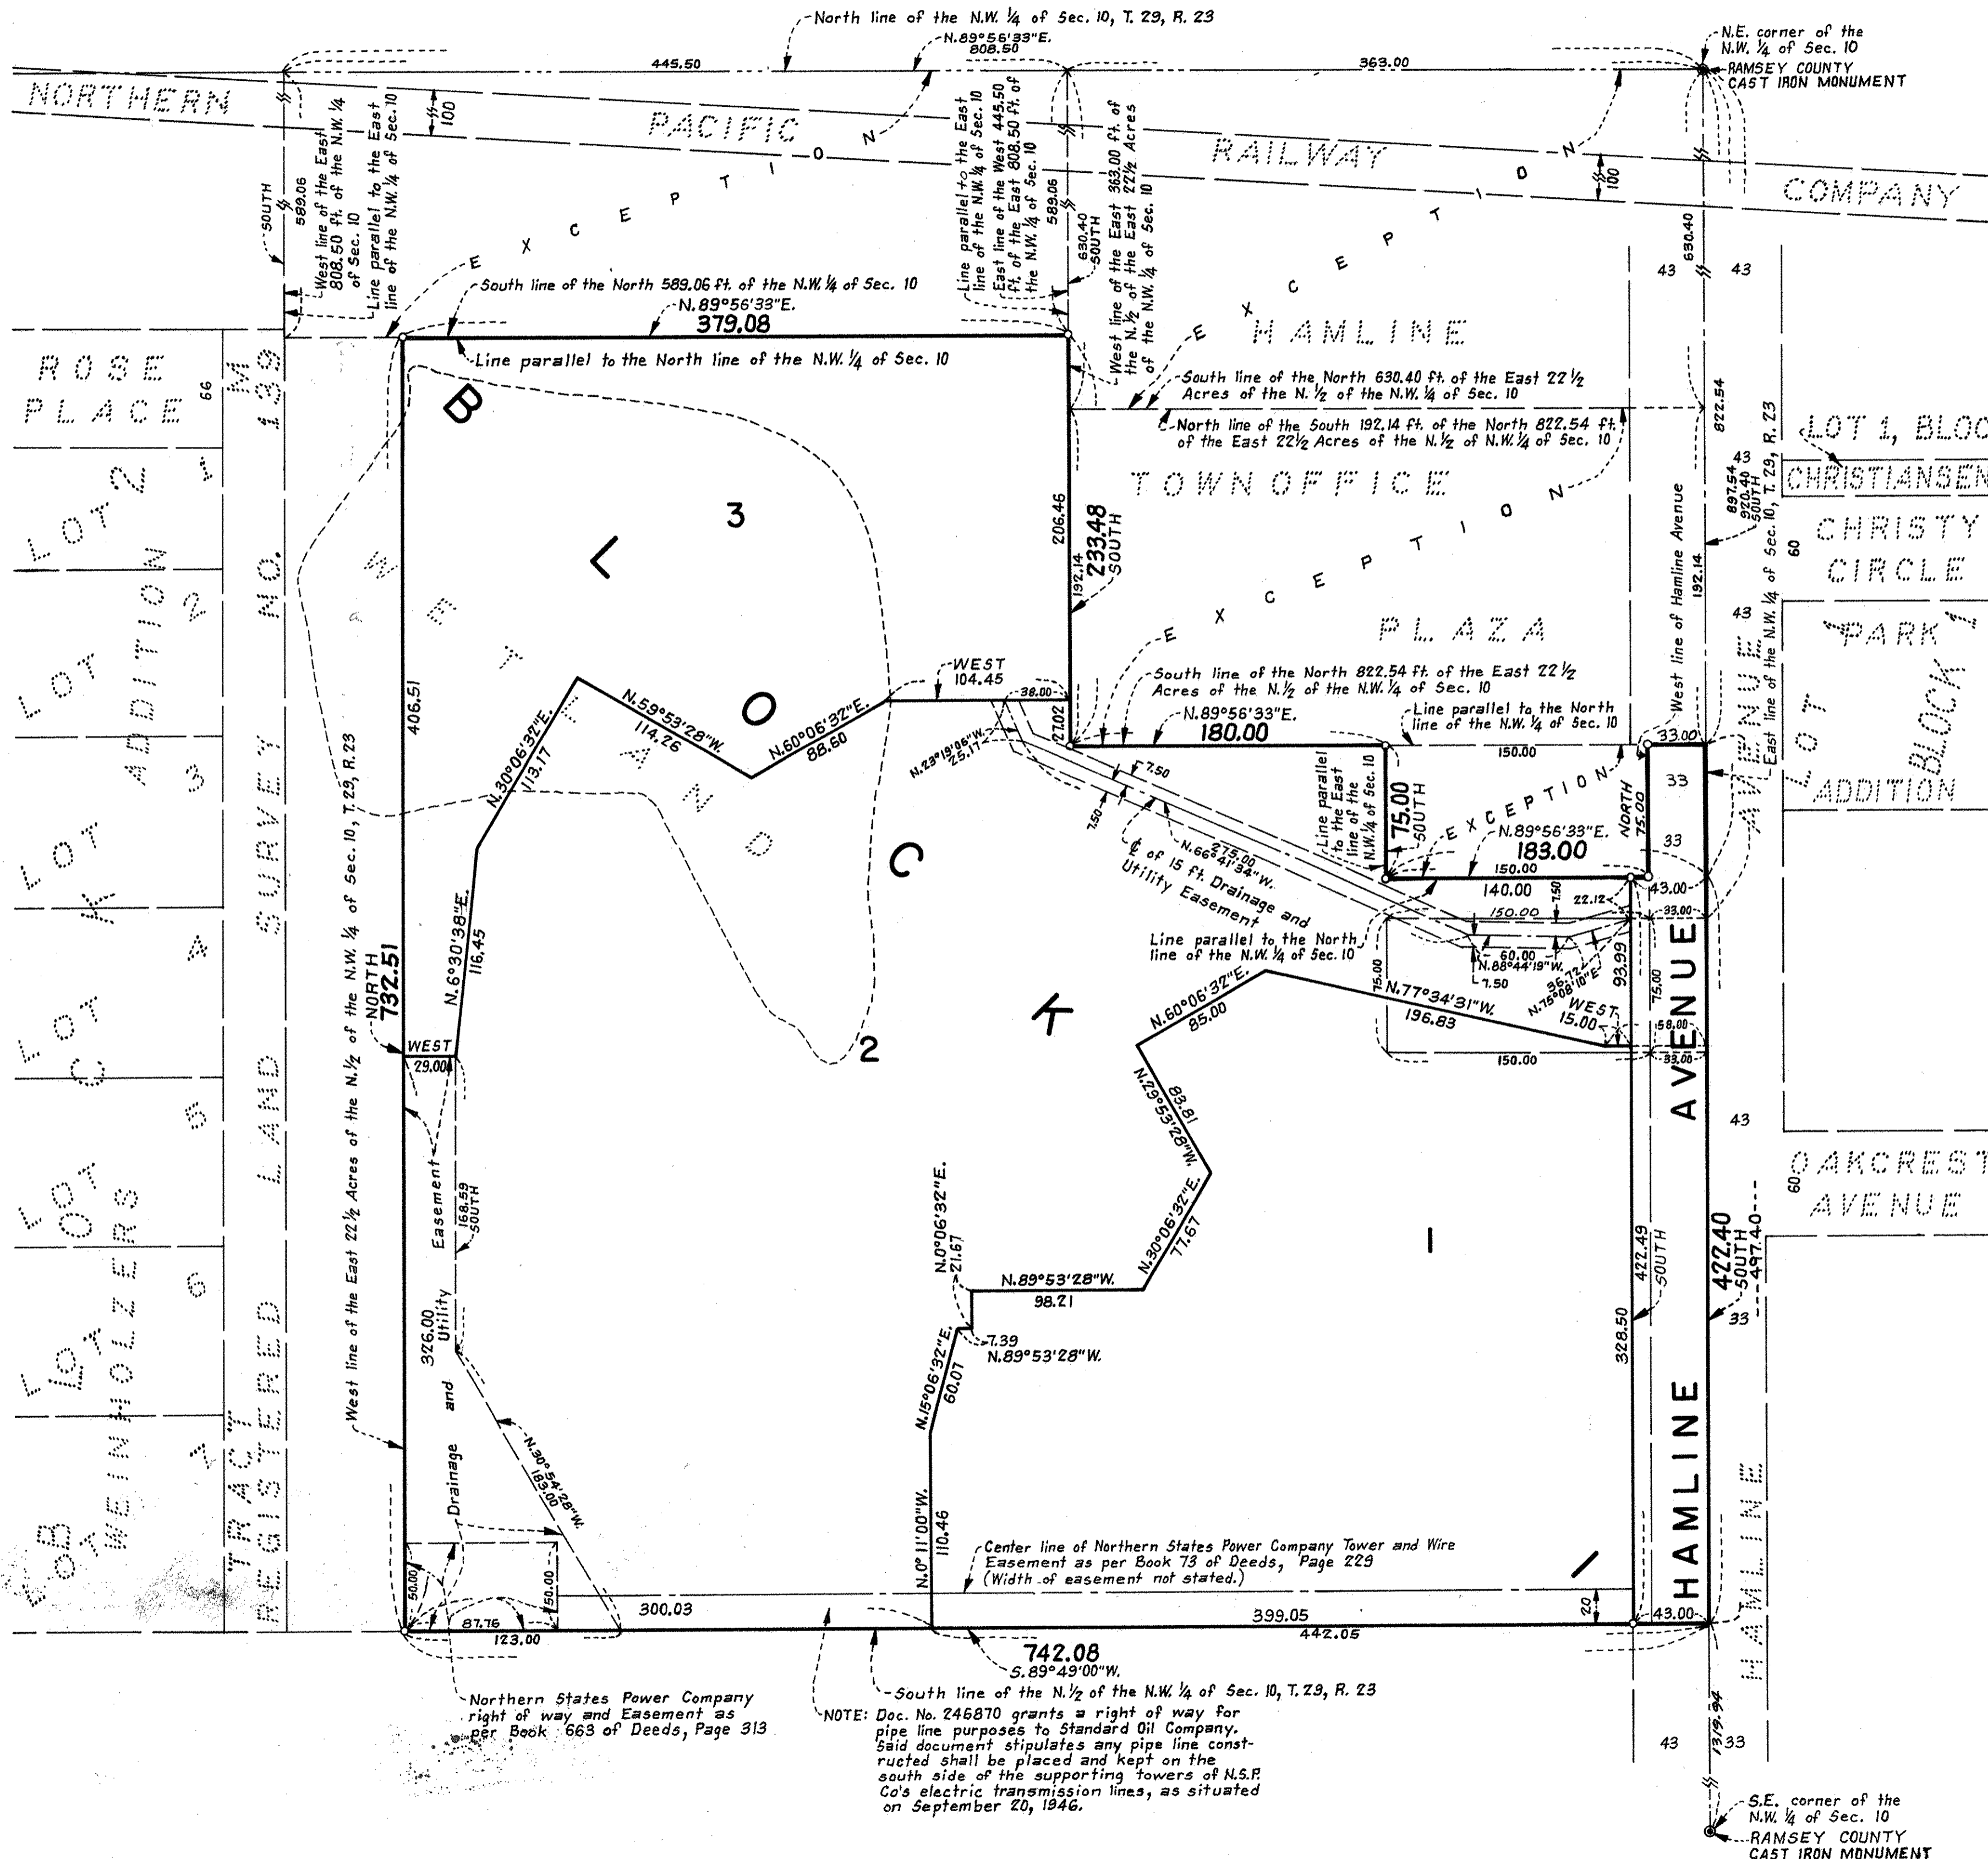 North line of the N.W. ¼ of Sec. 10, T. 29, R. 23
N.89°56'33"E.
808.50
445.50
363.00
N.E. corner of the
N.W. ¼ of Sec. 10
RAMSEY COUNTY
CAST IRON MONUMENT
NORTHERN PACIFIC RAILWAY COMPANY
100
100
SOUTH
589.06
West line of the East
808.50 ft. of the N.W. ¼
of Sec. 10
Line parallel to the East
line of the N.W. ¼ of Sec. 10
EXCEPTION
Line parallel to the East
line of the N.W. ¼ of Sec. 10
East line of the West 445.50
ft. of the East 808.50 ft. of
the N.W. ¼ of Sec. 10
589.06
630.40
SOUTH
West line of the East 363.00 ft. of
the N.½ of the East 22½ Acres
of the N.W. ¼ of Sec. 10
EXCEPTION
630.40
43
43
South line of the North 589.06 ft. of the N.W. ¼ of Sec. 10
N.89°56'33"E.
379.08
Line parallel to the North line of the N.W. ¼ of Sec. 10
HAMLINE
South line of the North 630.40 ft. of the East 22½
Acres of the N. ½ of the N.W. ¼ of Sec. 10
North line of the South 192.14 ft. of the North 822.54 ft.
of the East 22½ Acres of the N.½ of N.W. ¼ of Sec. 10
TOWN OFFICE
EXCEPTION
PLAZA
ROSE
PLACE
66
LOT 2
1
2
LOT
3
LOT
4
LOT
5
LOT
6
LOT
7
LOT B
BLOCK
WEINHOLZERS ADDITION
TRACT M
REGISTERED LAND SURVEY NO. 139
West line of the East 22½ Acres of the N.½ of the N.W. ¼ of Sec. 10, T. 29, R. 23
BLOCK 1
3
2
1
WETLAND
406.51
NORTH
732.51
206.46
192.14
233.48
SOUTH
27.02
WEST
104.45
38.00
N.60°06'32"E.
88.60
N.59°53'28"W.
114.26
N.30°06'32"E.
113.17
N.6°30'38"E.
116.45
WEST
29.00
South line of the North 822.54 ft. of the East 22½
Acres of the N.½ of the N.W. ¼ of Sec. 10
N.89°56'33"E.
180.00
Line parallel to the North
line of the N.W. ¼ of Sec. 10
150.00
33.00
Line parallel
to the East
line of the
N.W. ¼ of Sec. 10
75.00
SOUTH
EXCEPTION
NORTH
75.00
N.89°56'33"E.
183.00
150.00
140.00
33
33
43.00
33.00
22.12
7.50
150.00
N.23°19'06"W.
25.17
7.50
7.50
275.00
N.66°41'34"W.
℄ of 15 ft. Drainage and
Utility Easement
Line parallel to the North
line of the N.W. ¼ of Sec. 10
60.00
N.88°44'19"W.
7.50
36.72
N.75°08'10"E.
93.99
75.00
75.00
WEST
15.00
58.00
33.00
150.00
N.77°34'31"W.
196.83
N.60°06'32"E.
85.00
83.81
N.29°53'28"W.
N.30°06'32"E.
77.67
N.89°53'28"W.
98.21
N.0°06'32"E.
21.67
7.39
N.89°53'28"W.
N.15°06'32"E.
60.07
N.0°11'00"W.
110.46
Drainage and Utility Easement
326.00
168.59
SOUTH
N.30°54'28"W.
183.00
50.00
50.00
87.76
123.00
300.03
Center line of Northern States Power Company Tower and Wire
Easement as per Book 73 of Deeds, Page 229
(Width of easement not stated.)
20
399.05
442.05
43.00
742.08
S.89°49'00"W.
South line of the N.½ of the N.W. ¼ of Sec. 10, T. 29, R. 23
Northern States Power Company
right of way and Easement as
per Book 663 of Deeds, Page 313
NOTE: Doc. No. 246870 grants a right of way for
pipe line purposes to Standard Oil Company.
Said document stipulates any pipe line const-
ructed shall be placed and kept on the
south side of the supporting towers of N.S.P.
Co's electric transmission lines, as situated
on September 20, 1946.
422.49
SOUTH
328.50
HAMLINE AVENUE
422.40
SOUTH
497.40
33
43
HAMLINE AVENUE
West line of Hamline Avenue
East line of the N.W. ¼ of Sec. 10, T. 29, R. 23
822.54
897.54
920.40
SOUTH
192.14
43
43
60
LOT 1, BLOC
CHRISTIANSEN
CHRISTY
CIRCLE
LOT 1
PARK
BLOCK 1
ADDITION
60
OAKCREST
AVENUE
43
33
1319.94
S.E. corner of the
N.W. ¼ of Sec. 10
RAMSEY COUNTY
CAST IRON MONUMENT